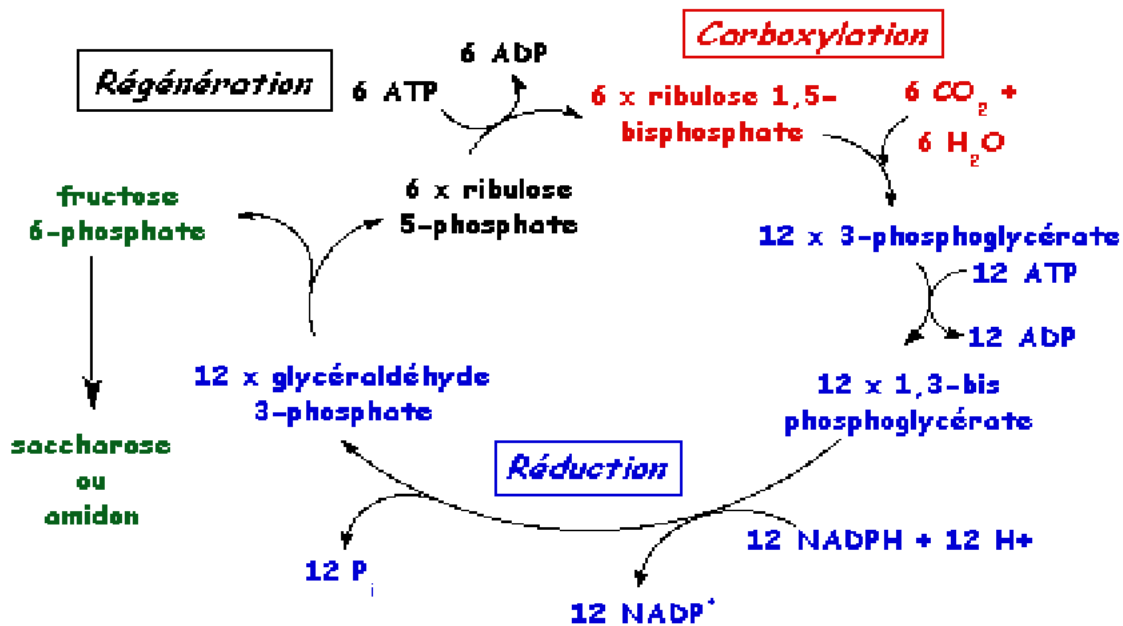 Carboxylation
Régénération
6 ADP
6 ATP
6 x ribulose 1,5-
bisphosphate
6 CO2 +
6 H2O
6 x ribulose
5-phosphate
fructose
6-phosphate
12 x 3-phosphoglycérate
12 ATP
12 ADP
12 x glycéraldéhyde
3-phosphate
12 x 1,3-bis
phosphoglycérate
saccharose
ou
amidon
Réduction
12 NADPH + 12 H+
12 Pi
12 NADP+